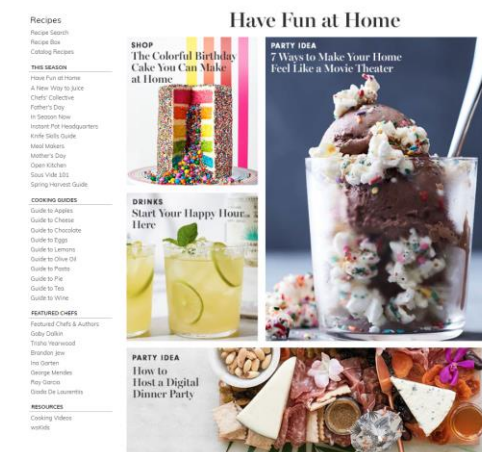 Recipes
Recipe Search
Recipe Box
Catalog Recipes
THIS SEASON
Have Fun at Home
A New Way to Juice
Chefs' Collective
Father's Day
In Season Now
Instant Pot Headquarters
Knife Skills Guide
Meal Makers
Mother's Day
Open Kitchen
Sous Vide 101
Spring Harvest Guide
COOKING GUIDES
Guide to Apples
Guide to Cheese
Guide to Chocolate
Guide to Eggs
Guide to Lemons
Guide to Olive Oil
Guide to Pasta
Guide to Pie
Guide to Tea
Guide to Wine
FEATURED CHEFS
Featured Chefs & Authors
Gaby Dalkin
Trisha Yearwood
Brandon Jew
Ina Garten
George Mendes
Ray Garcia
Giada De Laurentiis
RESOURCES
Cooking Videos
Have Fun at Home
SHOP
The Colorful Birthday
Cake You Can Make
at Home
PARTY IDEA
7 Ways to Make Your Home
Feel Like a Movie Theater
DRINKS
Start Your Happy Hour
Here
PARTY IDEA
How to
Host a Digital
Dinner Party